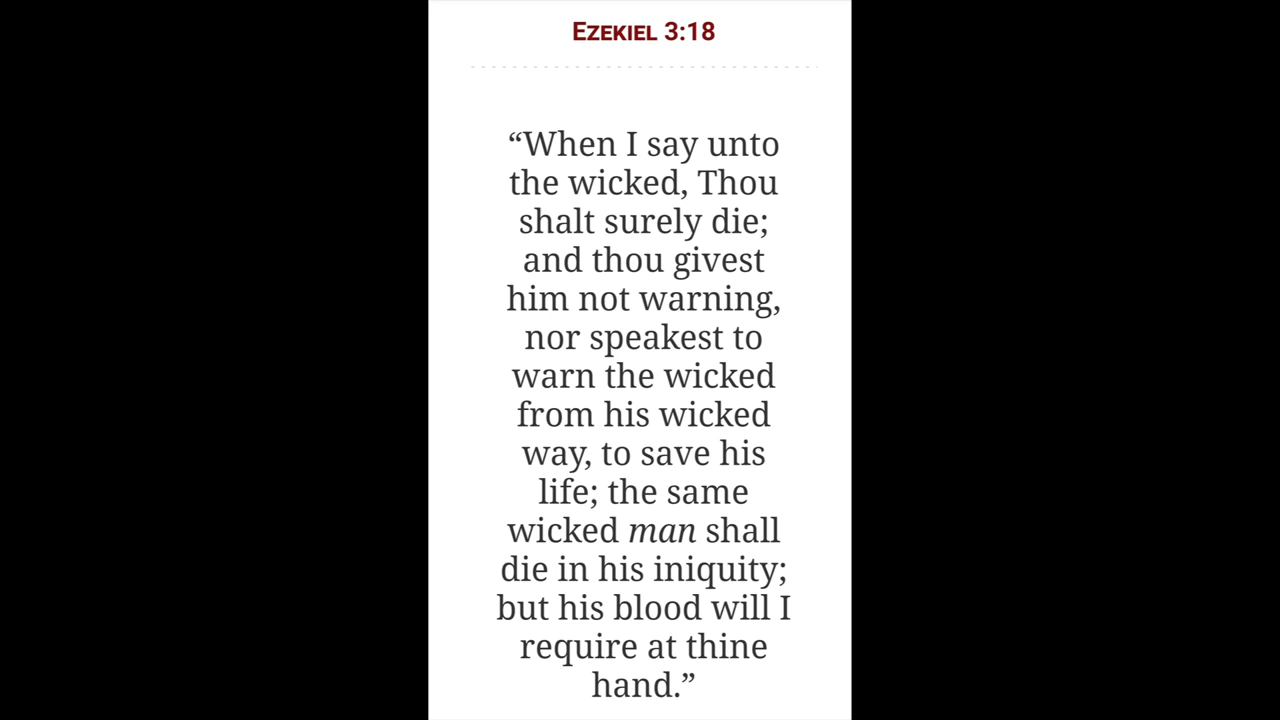 Ezekiel 3:18
“When I say unto
the wicked, Thou
shalt surely die;
and thou givest
him not warning,
nor speakest to
warn the wicked
from his wicked
way, to save his
life; the same
wicked man shall
die in his iniquity;
but his blood will I
require at thine
hand.”